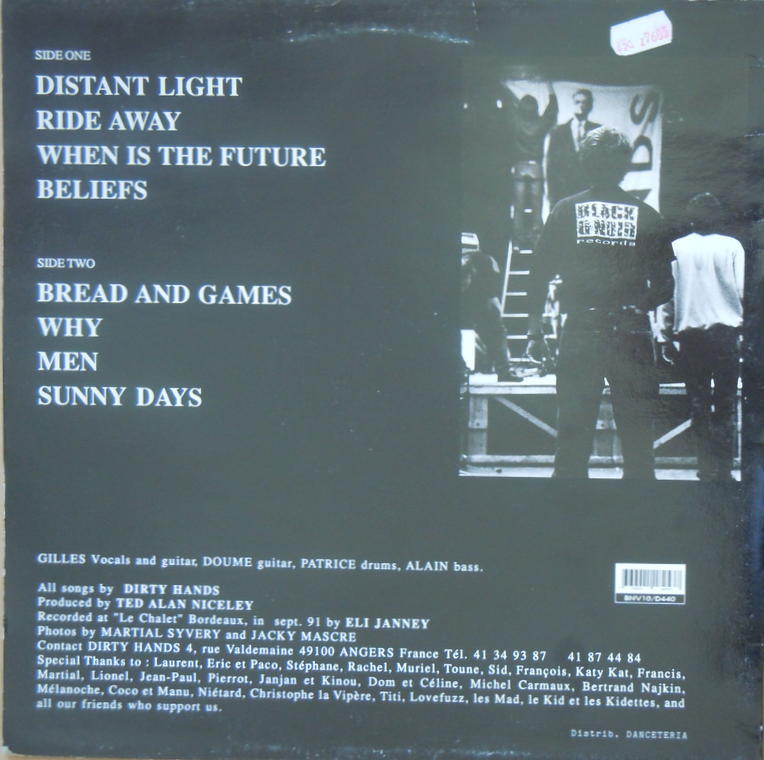 SIDE ONE
DISTANT LIGHT
RIDE AWAY
WHEN IS THE FUTURE
BELIEFS
SIDE TWO
BREAD AND GAMES
WHY
MEN
SUNNY DAYS
DS
BLACK
& NOIR
records
GILLES Vocals and guitar, DOUME guitar, PATRICE drums, ALAIN bass.
All songs by DIRTY HANDS
Produced by TED ALAN NICELEY
Recorded at "Le Chalet" Bordeaux, in sept. 91 by ELI JANNEY
Photos by MARTIAL SYVERY and JACKY MASCRE
Contact DIRTY HANDS 4, rue Valdemaine 49100 ANGERS France Tél. 41 34 93 87 41 87 44 84
Special Thanks to : Laurent, Eric et Paco, Stéphane, Rachel, Muriel, Toune, Sid, François, Katy Kat, Francis,
Martial, Lionel, Jean-Paul, Pierrot, Janjan et Kinou, Dom et Céline, Michel Carmaux, Bertrand Najkin,
Mélanoche, Coco et Manu, Niétard, Christophe la Vipère, Titi, Lovefuzz, les Mad, le Kid et les Kidettes, and
all our friends who support us.
BNV10/D440
Distrib. DANCETERIA